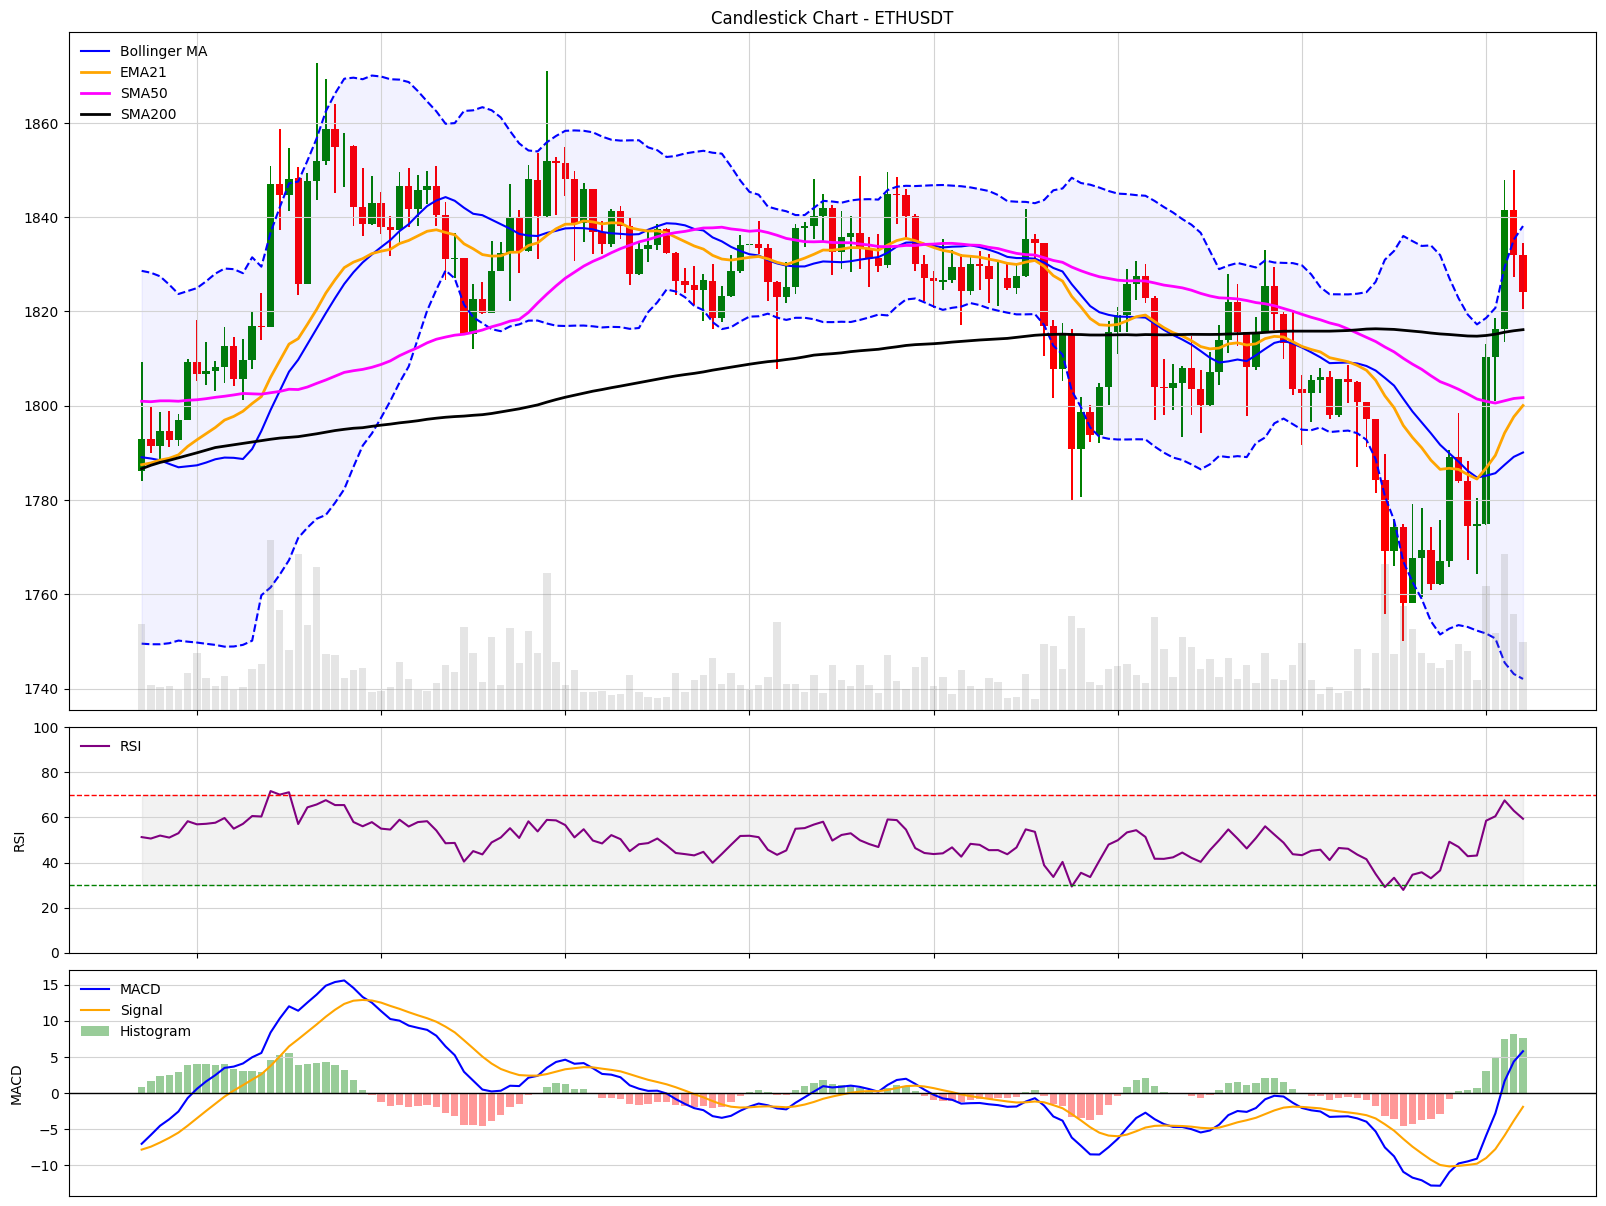 Candlestick Chart - ETHUSDT
Bollinger MA
EMA21
SMA50
SMA200
1860
1840
1820
1800
1780
1760
1740
RSI
100
80
60
40
20
0
RSI
MACD
Signal
Histogram
15
10
5
0
−5
−10
MACD